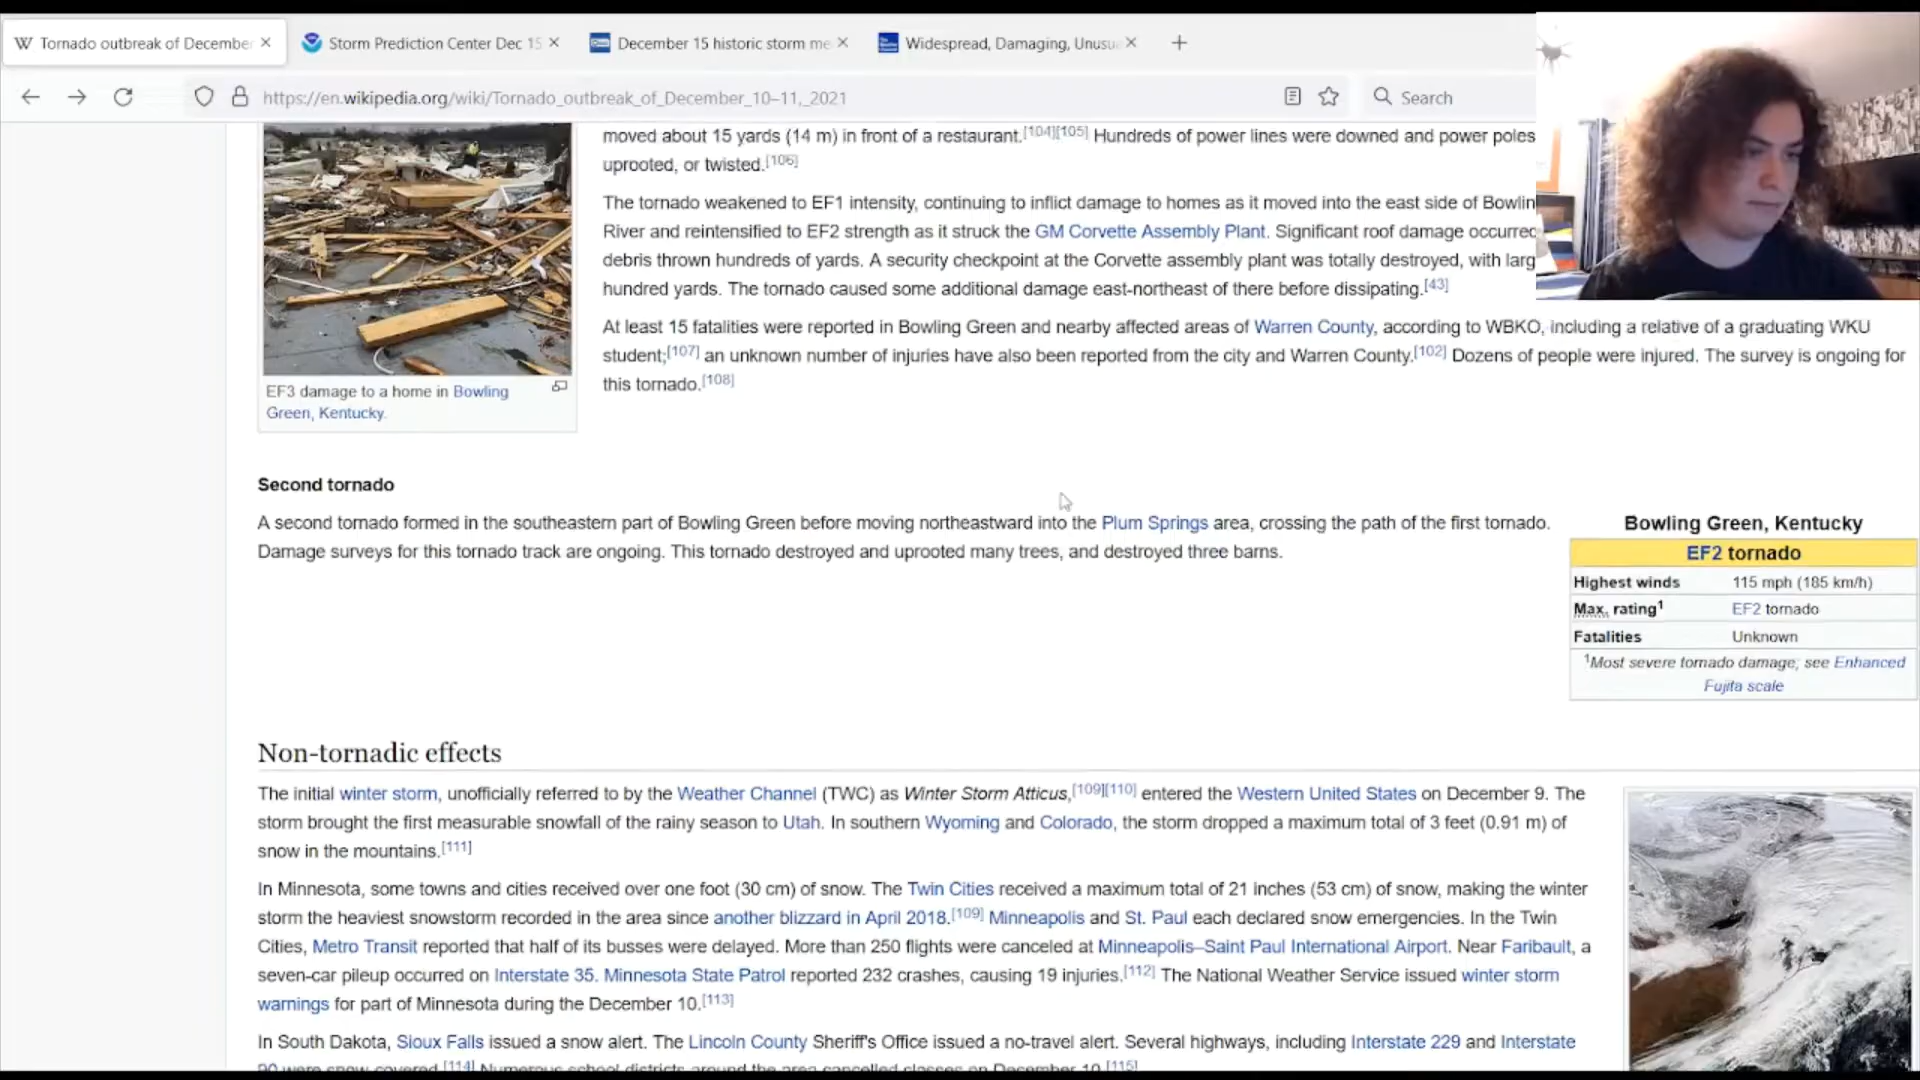 Tornado outbreak of December
Storm Prediction Center Dec 15
December 15 historic storm me
Widespread, Damaging, Unusu
https://en.wikipedia.org/wiki/Tornado_outbreak_of_December_10–11,_2021
Search
moved about 15 yards (14 m) in front of a restaurant.[104][105] Hundreds of power lines were downed and power poles
uprooted, or twisted.[106]
The tornado weakened to EF1 intensity, continuing to inflict damage to homes as it moved into the east side of Bowlin
River and reintensified to EF2 strength as it struck the GM Corvette Assembly Plant. Significant roof damage occurred
debris thrown hundreds of yards. A security checkpoint at the Corvette assembly plant was totally destroyed, with larg
hundred yards. The tornado caused some additional damage east-northeast of there before dissipating.[43]
At least 15 fatalities were reported in Bowling Green and nearby affected areas of Warren County, according to WBKO, including a relative of a graduating WKU
student;[107] an unknown number of injuries have also been reported from the city and Warren County.[102] Dozens of people were injured. The survey is ongoing for
this tornado.[108]
EF3 damage to a home in Bowling
Green, Kentucky.
Second tornado
A second tornado formed in the southeastern part of Bowling Green before moving northeastward into the Plum Springs area, crossing the path of the first tornado.
Damage surveys for this tornado track are ongoing. This tornado destroyed and uprooted many trees, and destroyed three barns.
Bowling Green, Kentucky
EF2 tornado
Highest winds 115 mph (185 km/h)
Max. rating1 EF2 tornado
Fatalities Unknown
1Most severe tornado damage; see Enhanced
Fujita scale
Non-tornadic effects
The initial winter storm, unofficially referred to by the Weather Channel (TWC) as Winter Storm Atticus,[109][110] entered the Western United States on December 9. The
storm brought the first measurable snowfall of the rainy season to Utah. In southern Wyoming and Colorado, the storm dropped a maximum total of 3 feet (0.91 m) of
snow in the mountains.[111]
In Minnesota, some towns and cities received over one foot (30 cm) of snow. The Twin Cities received a maximum total of 21 inches (53 cm) of snow, making the winter
storm the heaviest snowstorm recorded in the area since another blizzard in April 2018.[109] Minneapolis and St. Paul each declared snow emergencies. In the Twin
Cities, Metro Transit reported that half of its busses were delayed. More than 250 flights were canceled at Minneapolis–Saint Paul International Airport. Near Faribault, a
seven-car pileup occurred on Interstate 35. Minnesota State Patrol reported 232 crashes, causing 19 injuries.[112] The National Weather Service issued winter storm
warnings for part of Minnesota during the December 10.[113]
In South Dakota, Sioux Falls issued a snow alert. The Lincoln County Sheriff's Office issued a no-travel alert. Several highways, including Interstate 229 and Interstate
90 were snow covered.[114] Numerous school districts around the area cancelled classes on December 10.[115]